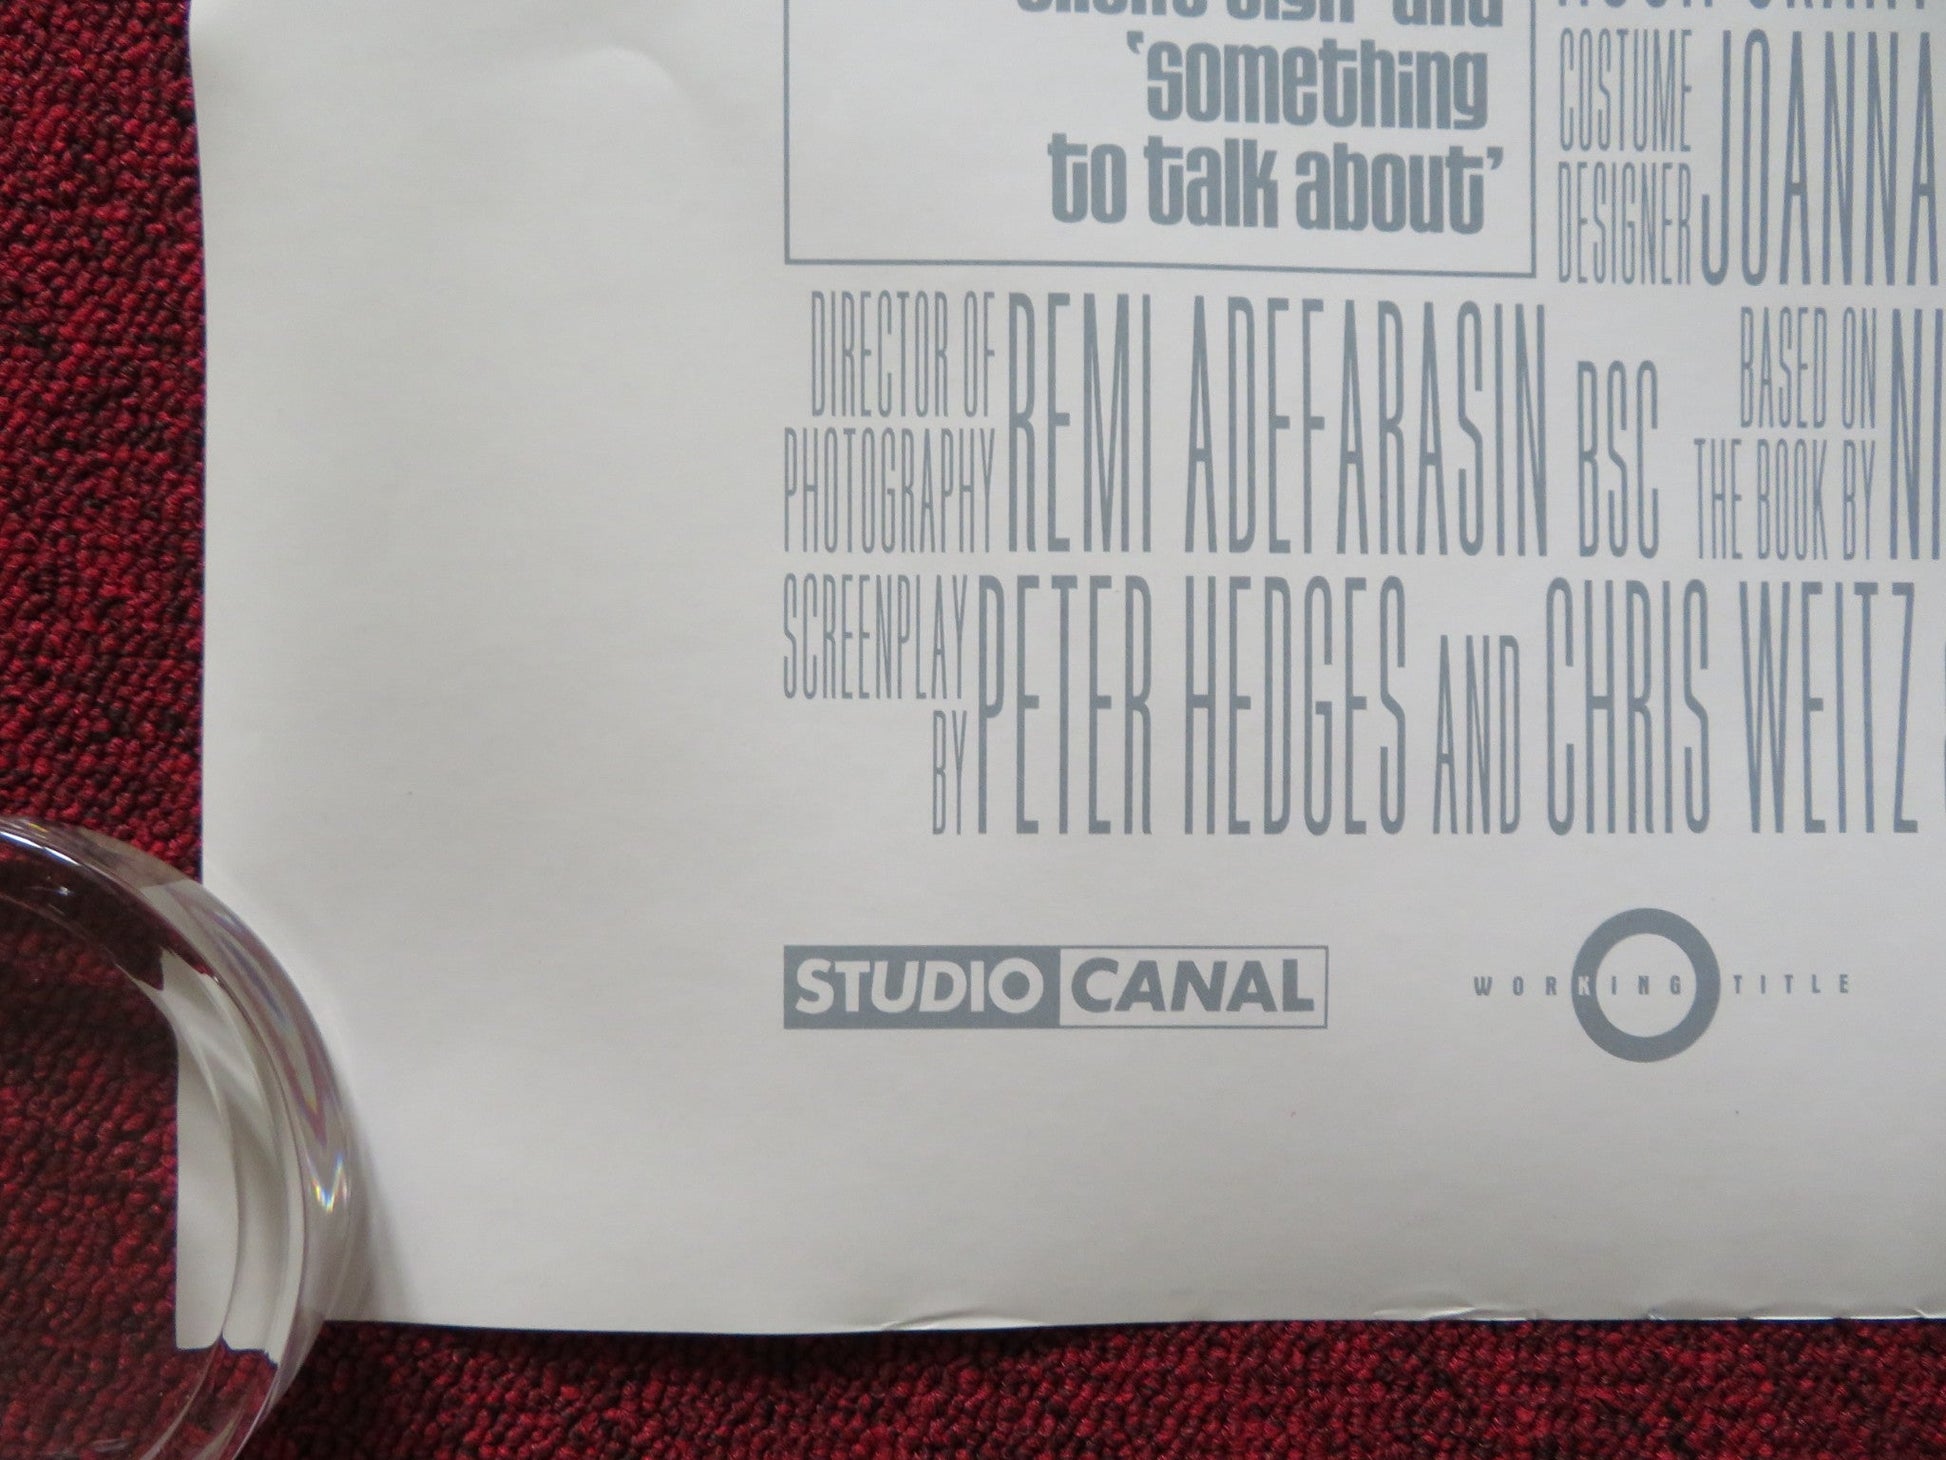 'something
to talk about'
COSTUME
DESIGNER JOANNA
DIRECTOR OF
PHOTOGRAPHY REMI ADEFARASIN BSC
BASED ON
THE BOOK BY
SCREENPLAY
BY PETER HEDGES AND CHRIS WEITZ
STUDIO CANAL
WORKING TITLE